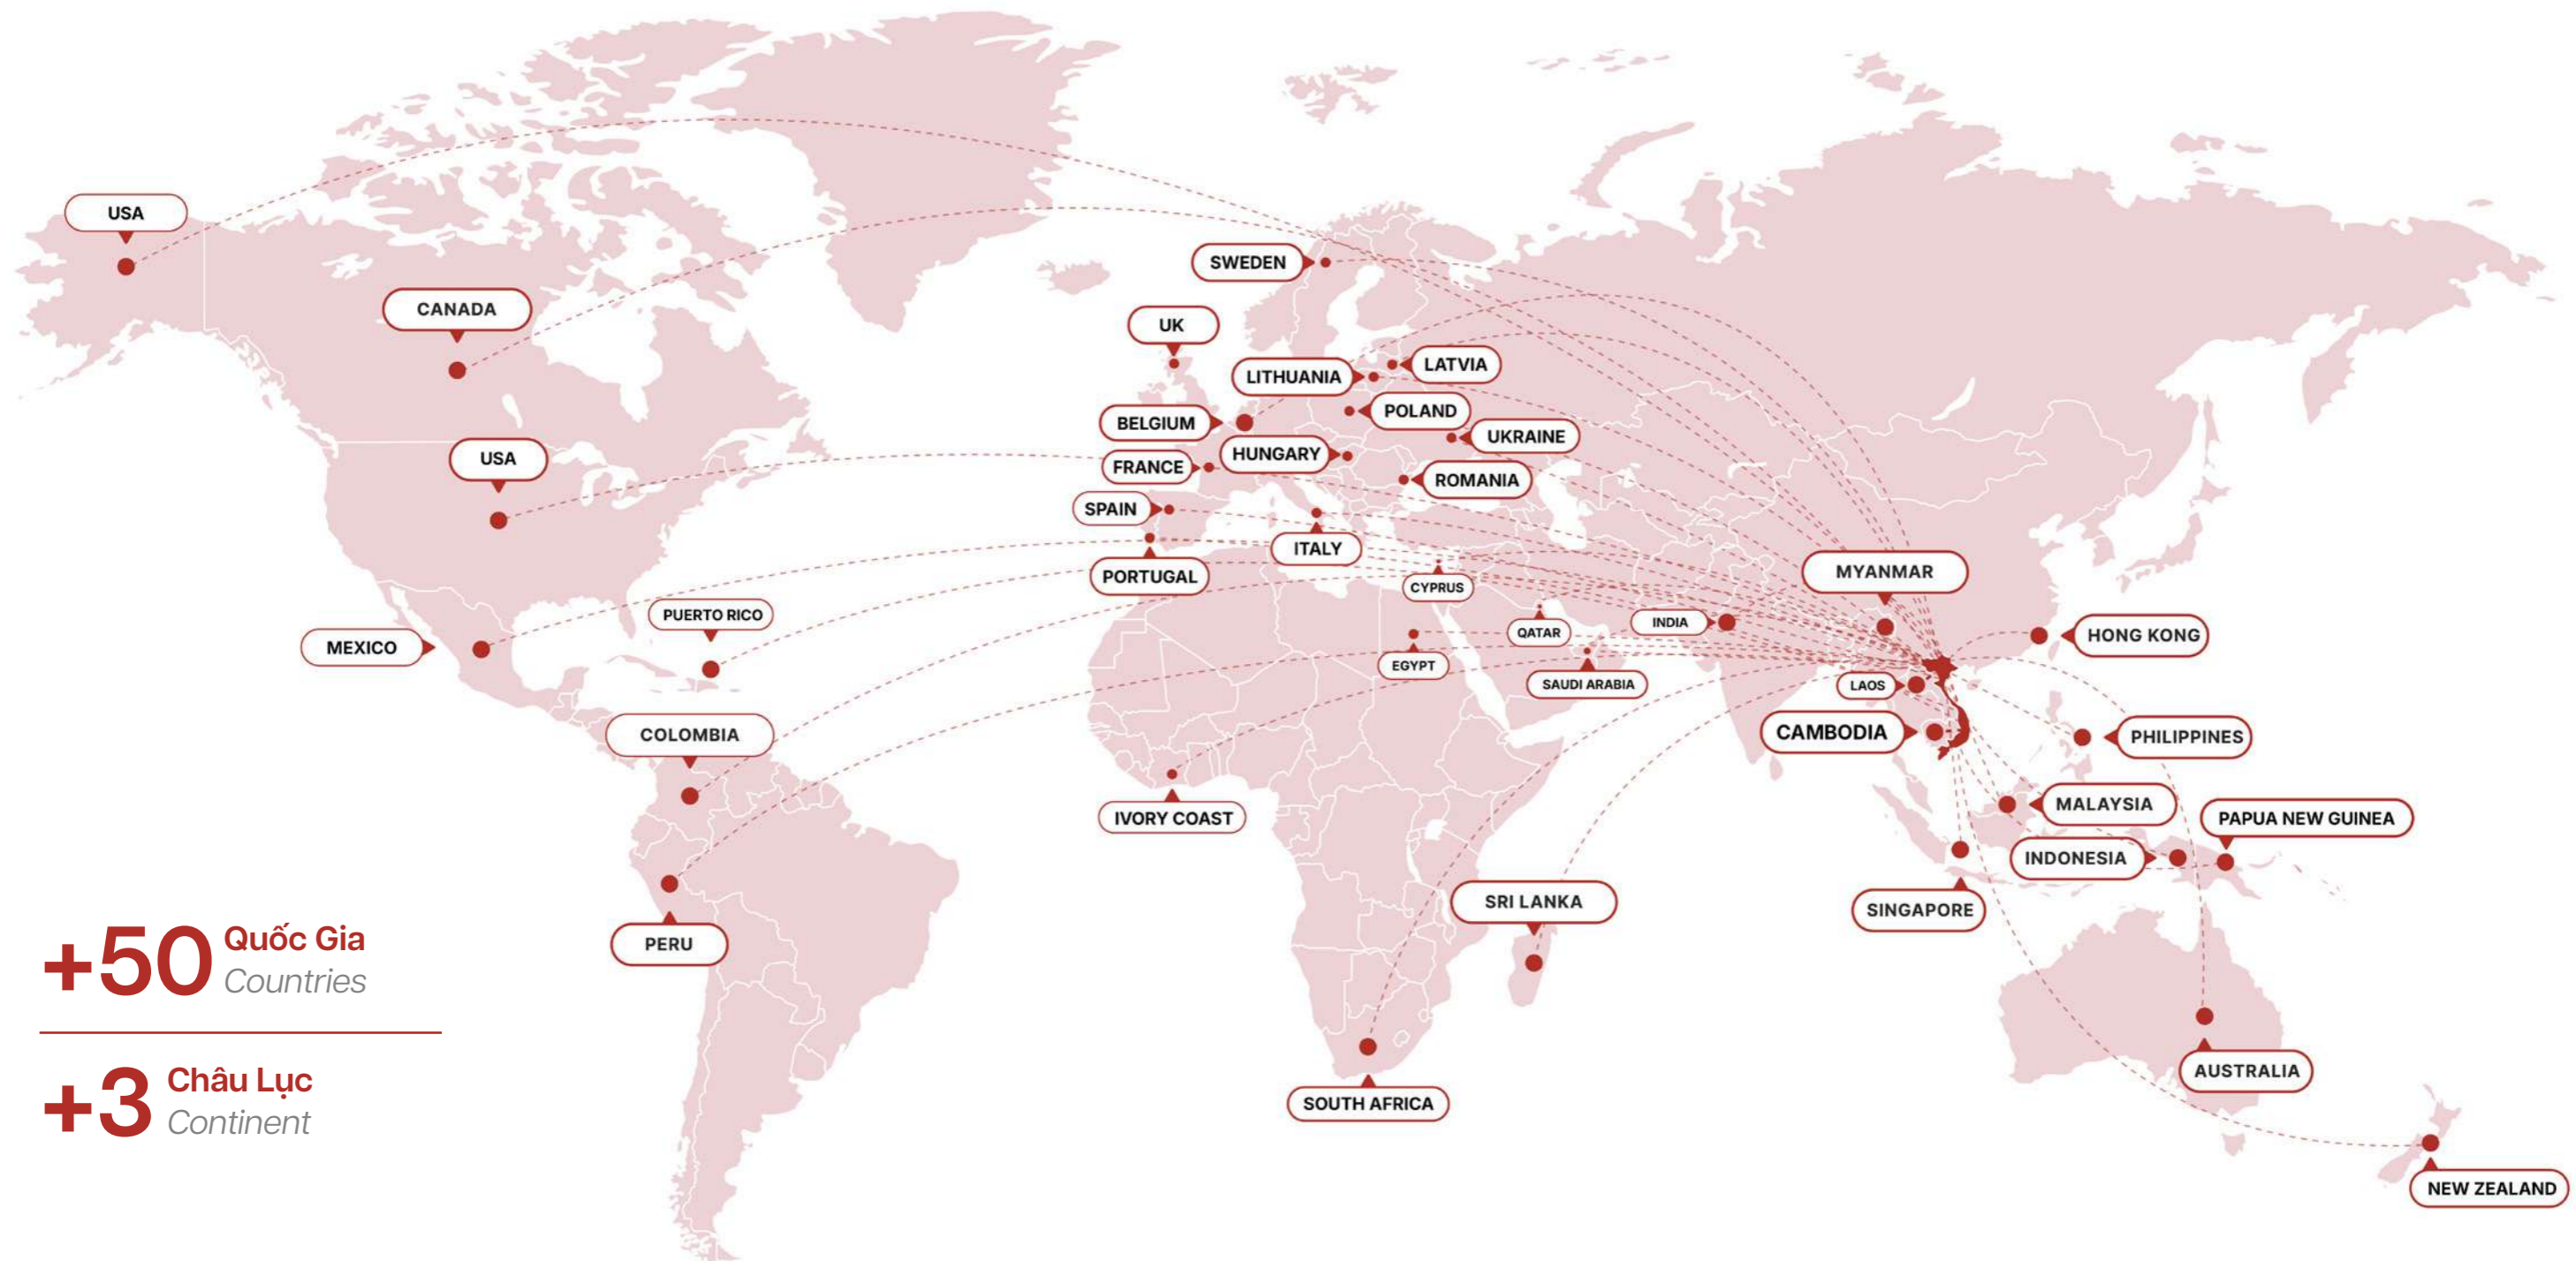 USA
CANADA
USA
MEXICO
PUERTO RICO
COLOMBIA
PERU
SWEDEN
UK
LITHUANIA
LATVIA
BELGIUM
POLAND
UKRAINE
FRANCE
HUNGARY
ROMANIA
SPAIN
ITALY
PORTUGAL
CYPRUS
QATAR
EGYPT
SAUDI ARABIA
INDIA
IVORY COAST
SRI LANKA
SOUTH AFRICA
MYANMAR
HONG KONG
LAOS
CAMBODIA
PHILIPPINES
MALAYSIA
PAPUA NEW GUINEA
INDONESIA
SINGAPORE
AUSTRALIA
NEW ZEALAND
+50 Quốc Gia
Countries
+3 Châu Lục
Continent